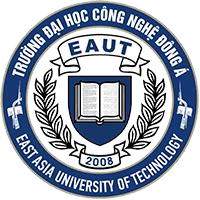 TRƯỜNG ĐẠI HỌC CÔNG NGHỆ ĐÔNG Á
EAUT
2008
EAST ASIA UNIVERSITY OF TECHNOLOGY